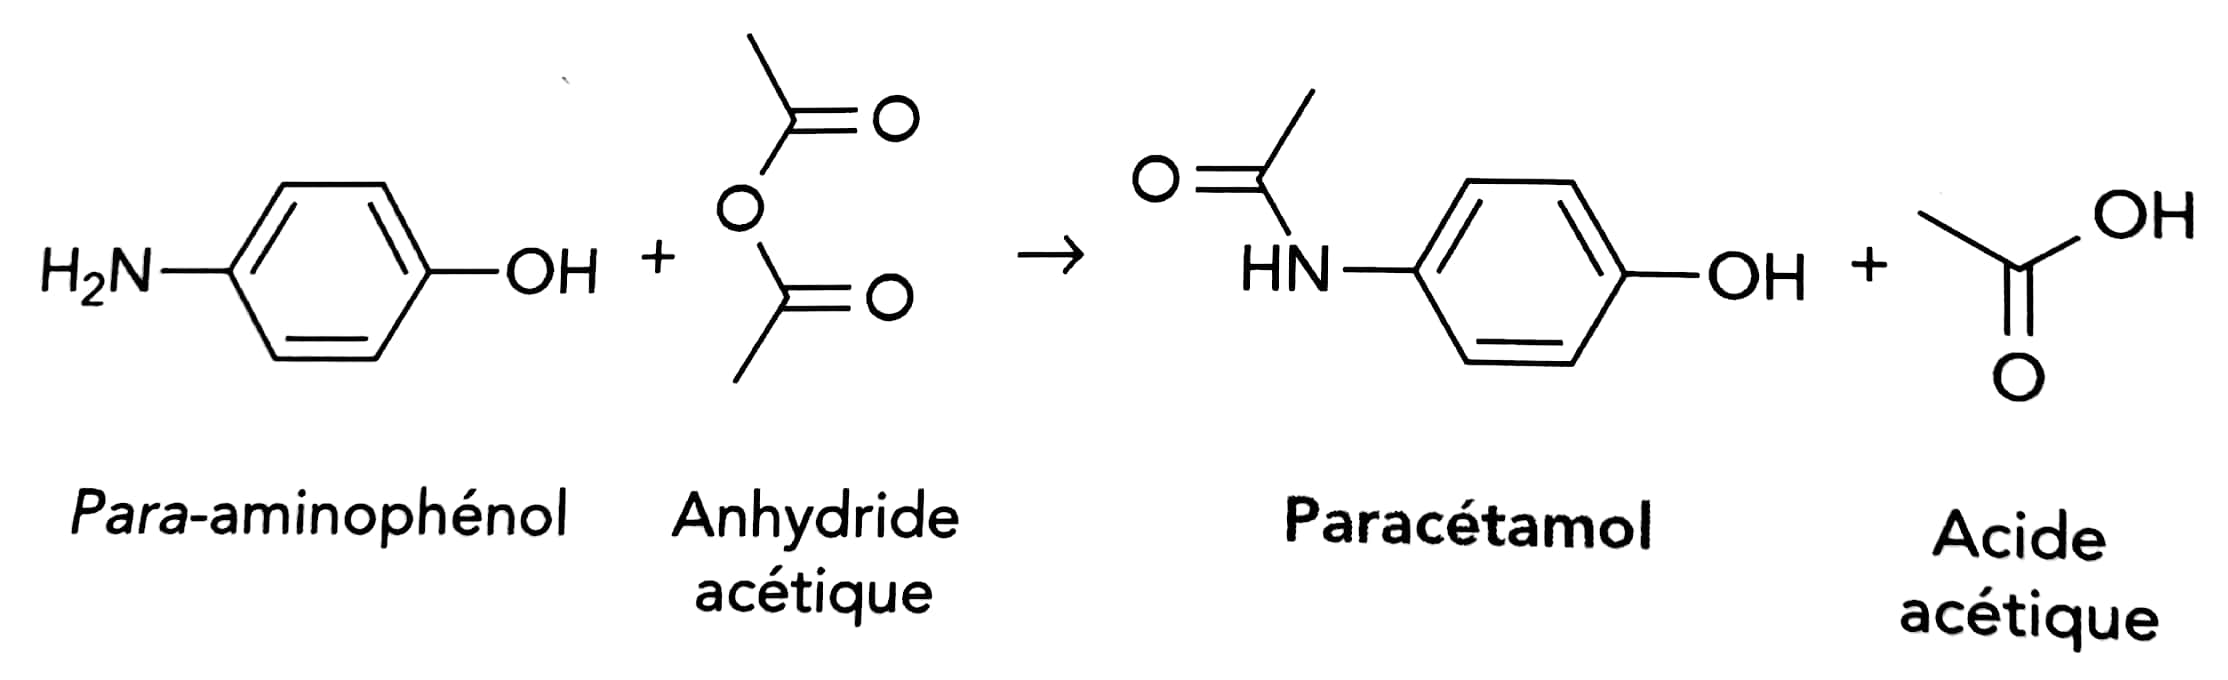 O
O
O
H₂N
OH
+
O
→
O
HN
OH
+
OH
O
Para-aminophénol
Anhydride
acétique
Paracétamol
Acide
acétique